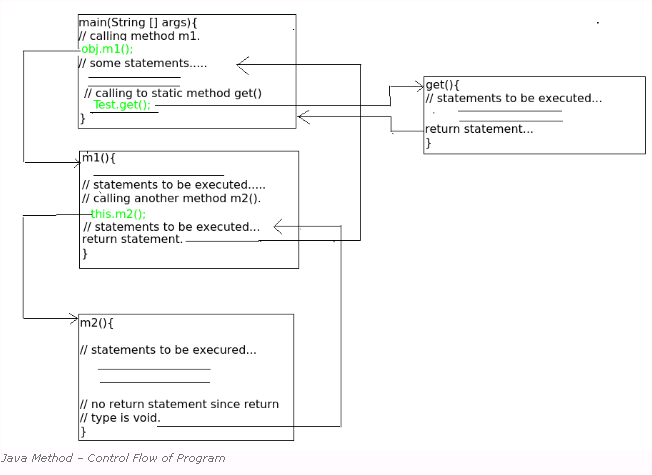 main(String [] args){
// calling method m1.
obj.m1();
// some statements.....
// calling to static method get()
Test.get();
}
get(){
// statements to be executed...
return statement...
}
m1(){
// statements to be executed.....
// calling another method m2().
this.m2();
// statements to be executed...
return statement.
}
m2(){
// statements to be execured...
// no return statement since return
// type is void.
}
Java Method – Control Flow of Program